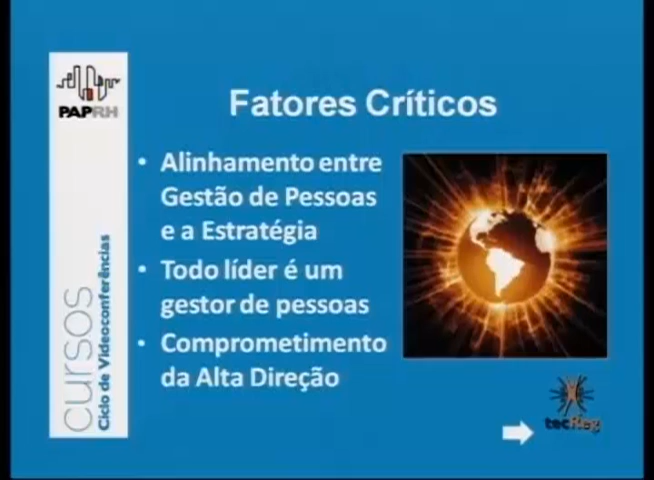 PAPRH
Fatores Críticos
• Alinhamento entre
Gestão de Pessoas
e a Estratégia
• Todo líder é um
gestor de pessoas
• Comprometimento
da Alta Direção
cursos
Ciclo de Videoconferências